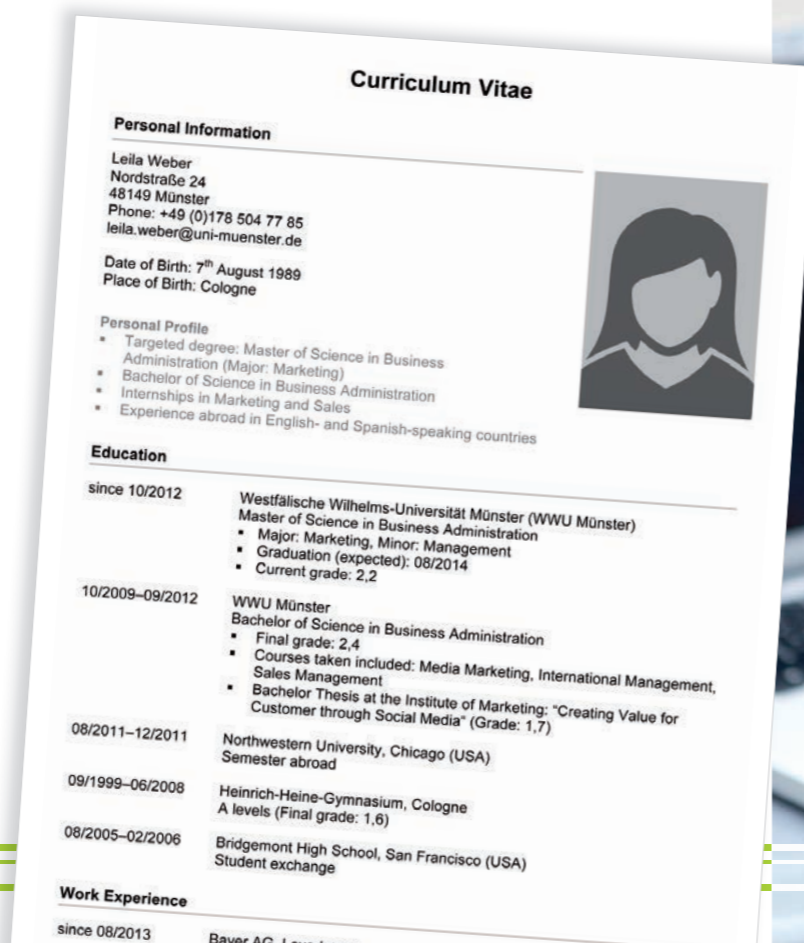 Curriculum Vitae
Personal Information
Leila Weber
Nordstraße 24
48149 Münster
Phone: +49 (0)178 504 77 85
leila.weber@uni-muenster.de
Date of Birth: 7th August 1989
Place of Birth: Cologne
Personal Profile
▪ Targeted degree: Master of Science in Business
Administration (Major: Marketing)
▪ Bachelor of Science in Business Administration
▪ Internships in Marketing and Sales
▪ Experience abroad in English- and Spanish-speaking countries
Education
since 10/2012 Westfälische Wilhelms-Universität Münster (WWU Münster)
Master of Science in Business Administration
▪ Major: Marketing, Minor: Management
▪ Graduation (expected): 08/2014
▪ Current grade: 2,2
10/2009–09/2012 WWU Münster
Bachelor of Science in Business Administration
▪ Final grade: 2,4
▪ Courses taken included: Media Marketing, International Management,
Sales Management
▪ Bachelor Thesis at the Institute of Marketing: "Creating Value for
Customer through Social Media" (Grade: 1,7)
08/2011–12/2011 Northwestern University, Chicago (USA)
Semester abroad
09/1999–06/2008 Heinrich-Heine-Gymnasium, Cologne
A levels (Final grade: 1,6)
08/2005–02/2006 Bridgemont High School, San Francisco (USA)
Student exchange
Work Experience
since 08/2013 Bayer AG,